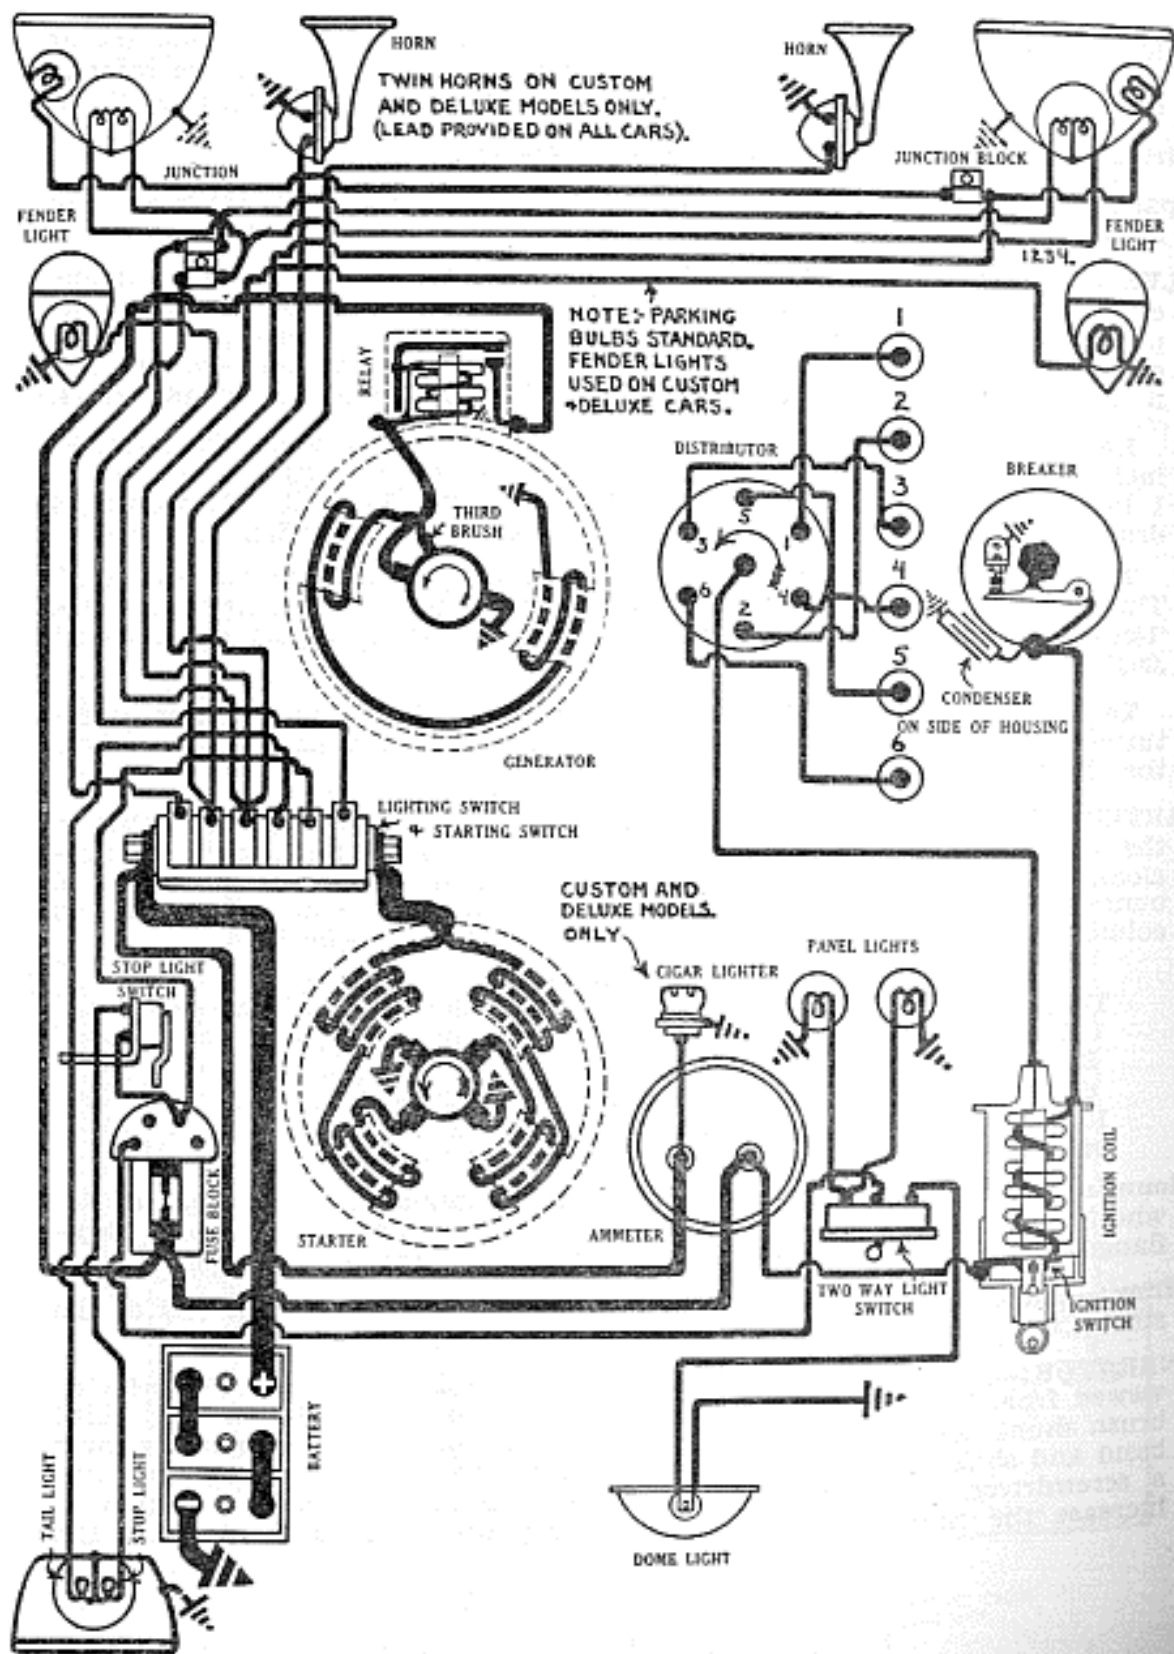 HORN
TWIN HORNS ON CUSTOM
AND DELUXE MODELS ONLY.
(LEAD PROVIDED ON ALL CARS).
HORN
JUNCTION
JUNCTION BLOCK
FENDER
LIGHT
FENDER
LIGHT
1234.
NOTE:- PARKING
BULBS STANDARD.
FENDER LIGHTS
USED ON CUSTOM
+DELUXE CARS.
RELAY
THIRD
BRUSH
GENERATOR
DISTRIBUTOR
5
3
1
6
4
2
1
2
3
4
5
6
BREAKER
CONDENSER
ON SIDE OF HOUSING
LIGHTING SWITCH
+ STARTING SWITCH
CUSTOM AND
DELUXE MODELS.
ONLY
CIGAR LIGHTER
PANEL LIGHTS
STOP LIGHT
SWITCH
FUSE BLOCK
STARTER
AMMETER
TWO WAY LIGHT
SWITCH
IGNITION COIL
IGNITION
SWITCH
BATTERY
TAIL LIGHT
STOP LIGHT
DOME LIGHT